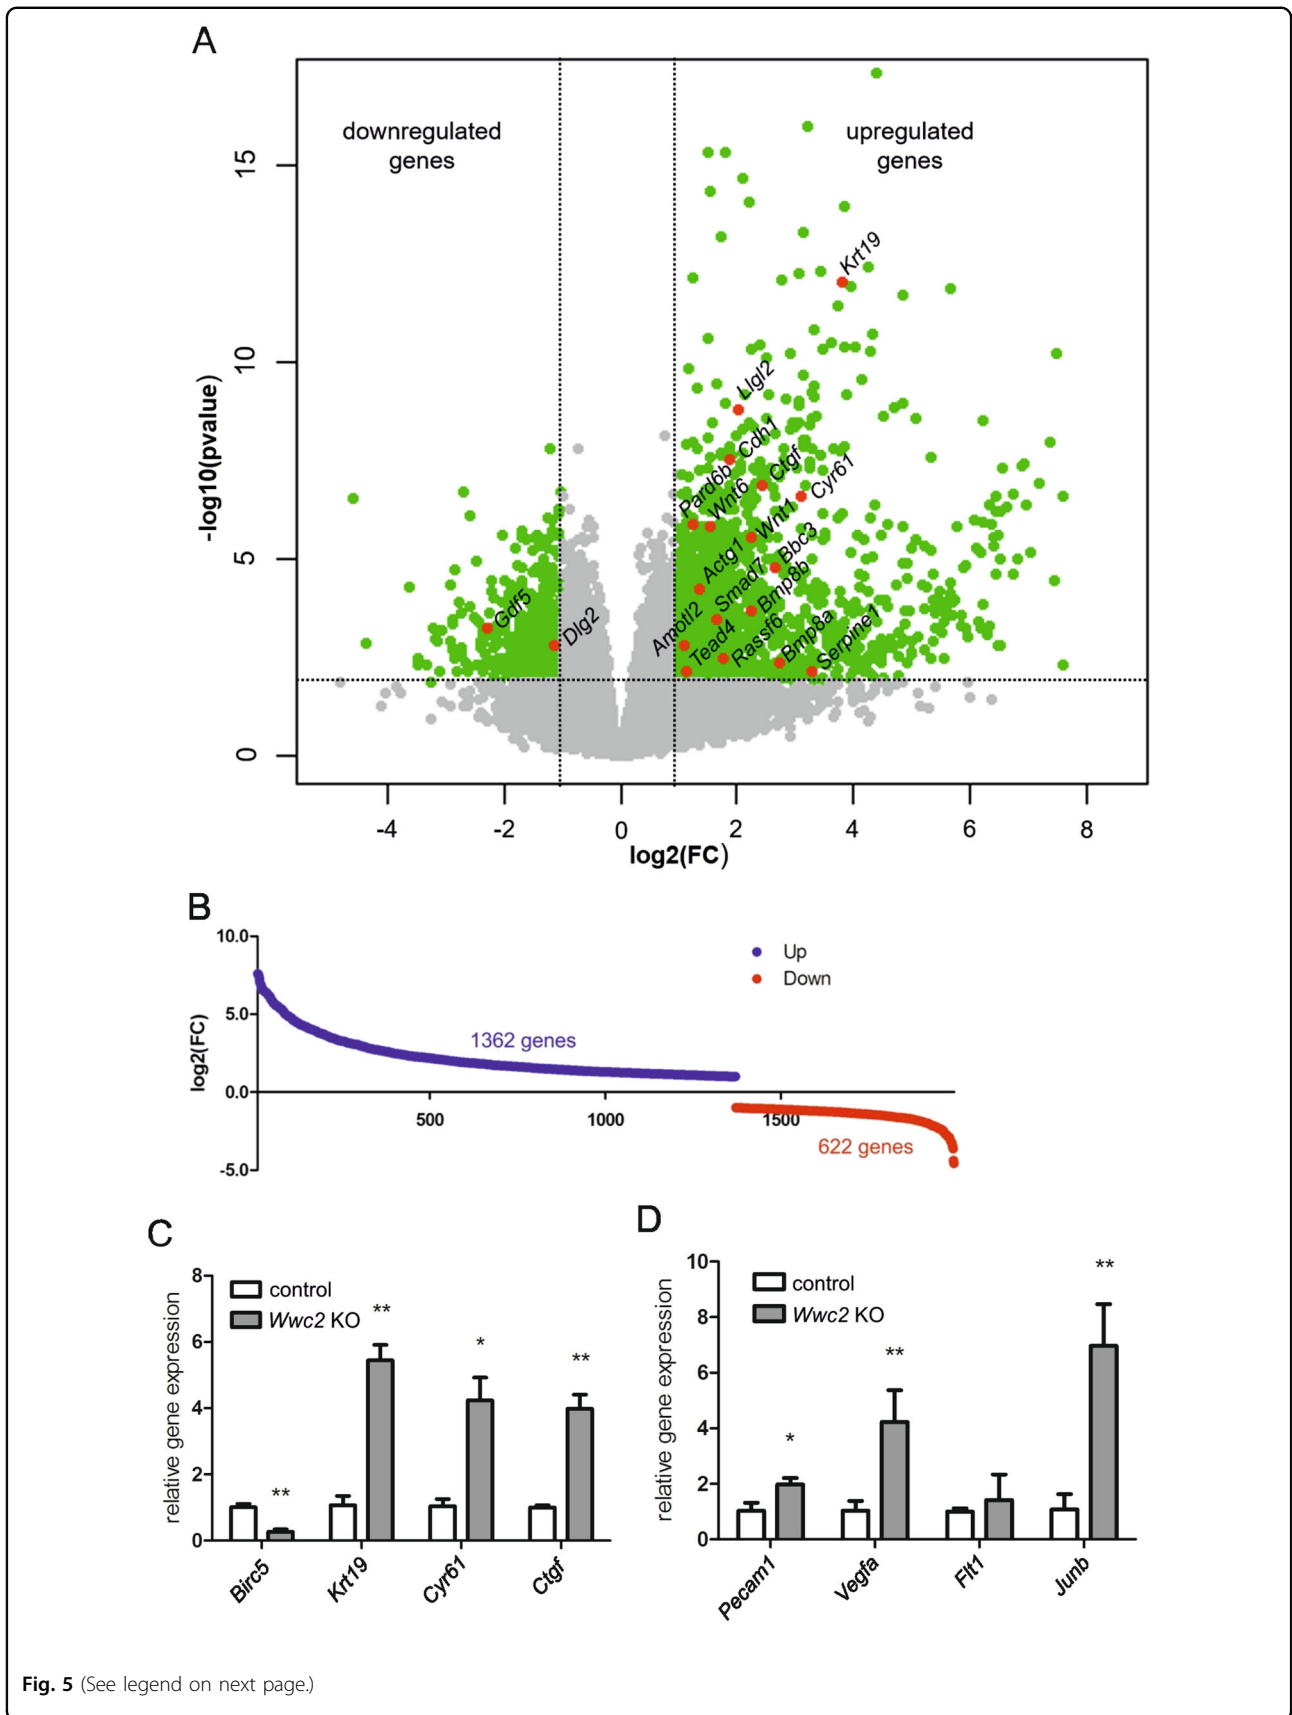 A
downregulated
genes
upregulated
genes
-log10(pvalue)
15
10
5
0
Krt19
Llgl2
Cdh1
Ctgf
Cyr61
Pard6b
Wnt6
Wnt1
Bbc3
Actg1
Smad7
Bmp8b
Gdf5
Dlg2
Amotl2
Tead4
Rassf6
Bmp8a
Serpine1
-4 -2 0 2 4 6 8
log2(FC)
B
10.0
5.0
0.0
-5.0
log2(FC)
Up
Down
1362 genes
500 1000 1500
622 genes
C
relative gene expression
8
6
4
2
0
control
Wwc2 KO
** ** * **
Birc5 Krt19 Cyr61 Ctgf
D
relative gene expression
10
8
6
4
2
0
control
Wwc2 KO
* ** **
Pecam1 Vegfa Flt1 Junb
Fig. 5 (See legend on next page.)